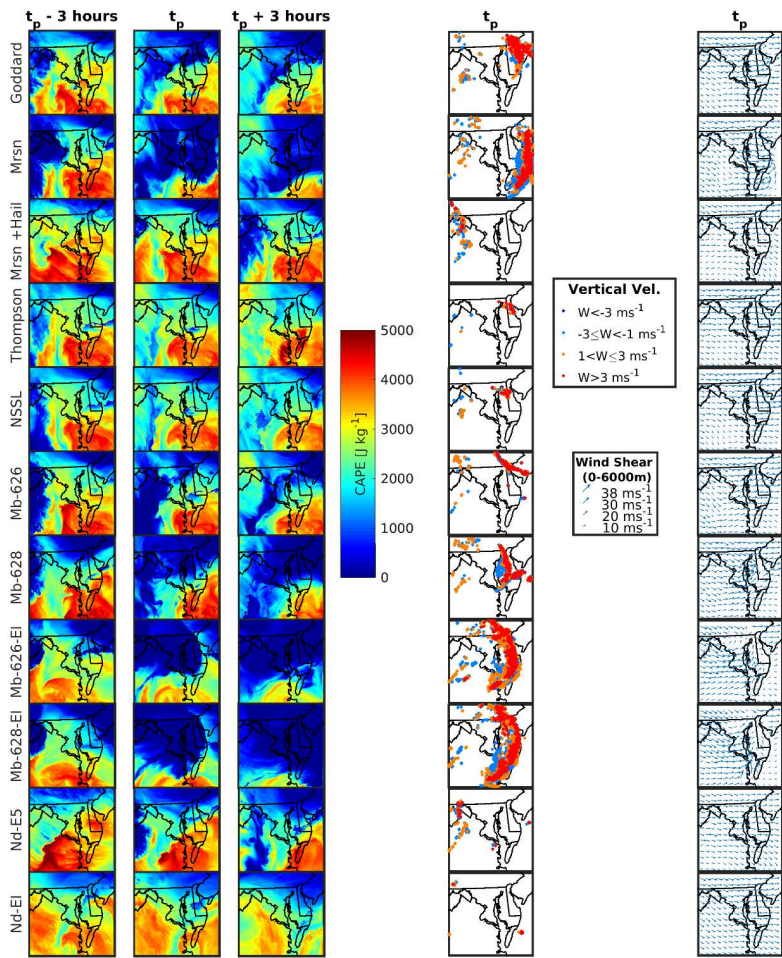 t_p - 3 hours
t_p
t_p + 3 hours
t_p
t_p
Goddard
Mrsn
Mrsn +Hail
Thompson
NSSL
Mb-626
Mb-628
Mb-626-EI
Mb-628-EI
Nd-E5
Nd-EI
5000
4000
3000
2000
1000
0
CAPE [J kg⁻¹]
Vertical Vel.
W<-3 ms⁻¹
-3≤W<-1 ms⁻¹
1<W≤3 ms⁻¹
W>3 ms⁻¹
Wind Shear
(0-6000m)
38 ms⁻¹
30 ms⁻¹
20 ms⁻¹
10 ms⁻¹